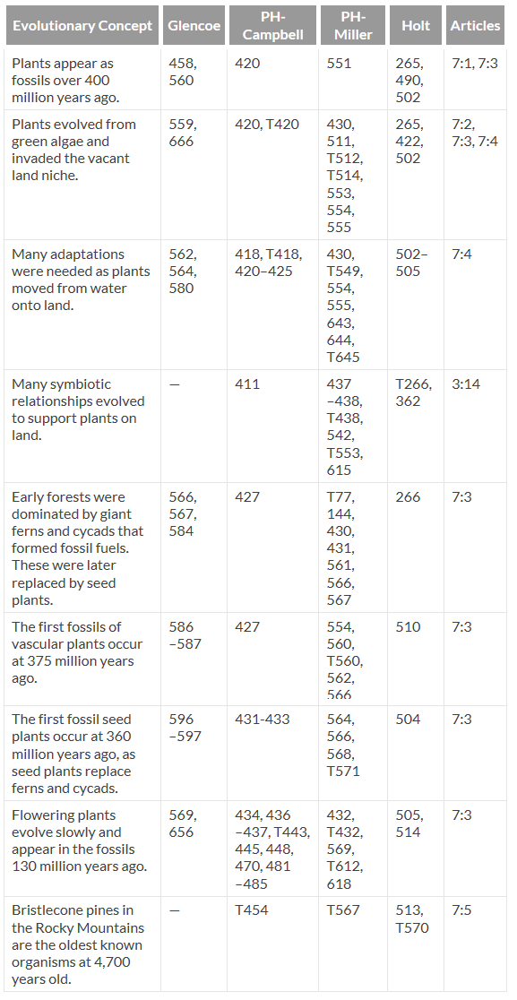 Evolutionary Concept Glencoe PH-Campbell PH-Miller Holt Articles
Plants appear as 458, 420 551 265, 7:1, 7:3
fossils over 400 560 490,
million years ago. 502
Plants evolved from 559, 420, T420 430, 265, 7:2,
green algae and 666 511, 422, 7:3, 7:4
invaded the vacant T512, 502
land niche. T514,
553,
554,
555
Many adaptations 562, 418, T418, 430, 502– 7:4
were needed as plants 564, 420–425 T549, 505
moved from water 580 554,
onto land. 555,
643,
644,
T645
Many symbiotic — 411 437 T266, 3:14
relationships evolved –438, 362
to support plants on T438,
land. 542,
T553,
615
Early forests were 566, 427 T77, 266 7:3
dominated by giant 567, 144,
ferns and cycads that 584 430,
formed fossil fuels. 431,
These were later 561,
replaced by seed 566,
plants. 567
The first fossils of 586 427 554, 510 7:3
vascular plants occur –587 560,
at 375 million years T560,
ago. 562,
566
The first fossil seed 596 431-433 564, 504 7:3
plants occur at 360 –597 566,
million years ago, as 568,
seed plants replace T571
ferns and cycads.
Flowering plants 569, 434, 436 432, 505, 7:3
evolve slowly and 656 –437, T443, T432, 514
appear in the fossils 445, 448, 569,
130 million years ago. 470, 481 T612,
–485 618
Bristlecone pines in — T454 T567 513, 7:5
the Rocky Mountains T570
are the oldest known
organisms at 4,700
years old.